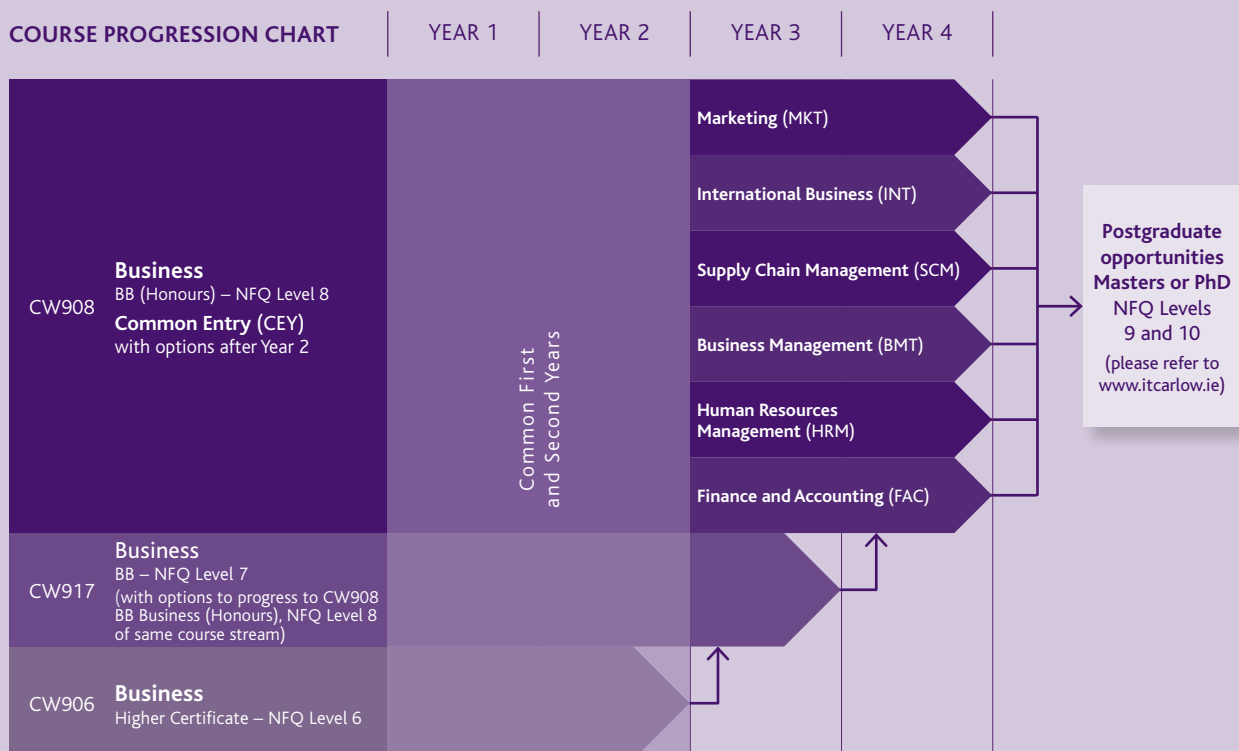 COURSE PROGRESSION CHART
YEAR 1
YEAR 2
YEAR 3
YEAR 4
CW908
Business
BB (Honours) – NFQ Level 8
Common Entry (CEY)
with options after Year 2
Common First
and Second Years
Marketing (MKT)
International Business (INT)
Supply Chain Management (SCM)
Business Management (BMT)
Human Resources
Management (HRM)
Finance and Accounting (FAC)
Postgraduate
opportunities
Masters or PhD
NFQ Levels
9 and 10
(please refer to
www.itcarlow.ie)
CW917
Business
BB – NFQ Level 7
(with options to progress to CW908
BB Business (Honours), NFQ Level 8
of same course stream)
CW906
Business
Higher Certificate – NFQ Level 6